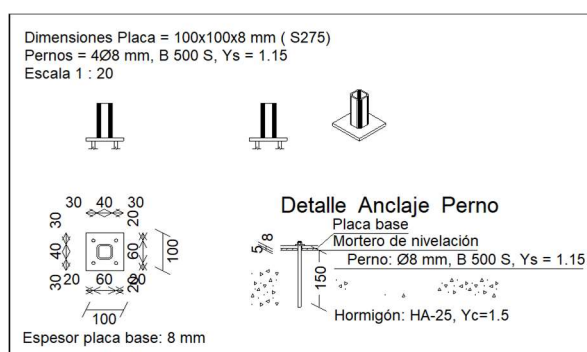 Dimensiones Placa = 100x100x8 mm ( S275)
Pernos = 4Ø8 mm, B 500 S, Ys = 1.15
Escala 1 : 20
30 40 30
20
30
40
30
100
60
20
20 60 20
100
Espesor placa base: 8 mm
Detalle Anclaje Perno
Placa base
Mortero de nivelación
Perno: Ø8 mm, B 500 S, Ys = 1.15
5 8
150
Hormigón: HA-25, Yc=1.5